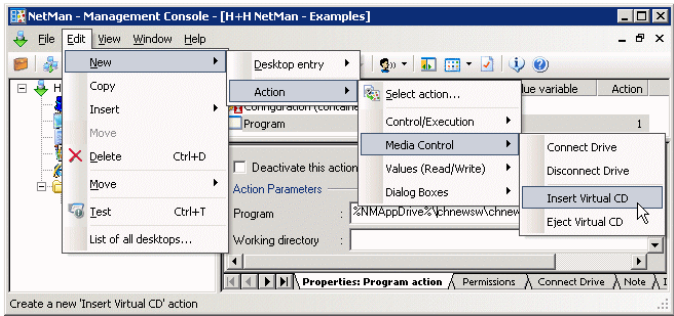 NetMan - Management Console - [H+H NetMan - Examples]
File Edit View Window Help
New
Copy
Insert
Move
Delete Ctrl+D
Move
Test Ctrl+T
List of all desktops...
Desktop entry
Action
Select action...
Control/Execution
Media Control
Values (Read/Write)
Dialog Boxes
Connect Drive
Disconnect Drive
Insert Virtual CD
Eject Virtual CD
H
lue variable Action
Configuration (containe
Program 1
Deactivate this action
Action Parameters
Program : %NMAppDrive%\chnewsw\chnew
Working directory :
Properties: Program action Permissions Connect Drive Note I
Create a new 'Insert Virtual CD' action